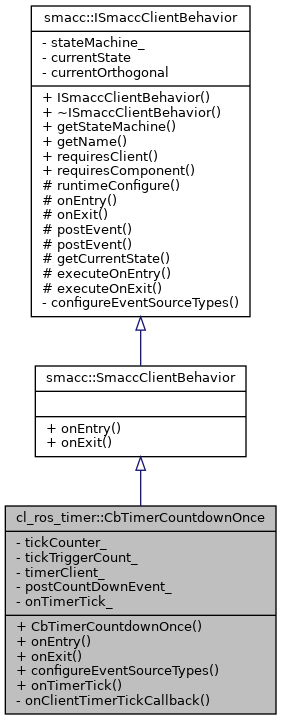 smacc::ISmaccClientBehavior
- stateMachine_
- currentState
- currentOrthogonal
+ ISmaccClientBehavior()
+ ~ISmaccClientBehavior()
+ getStateMachine()
+ getName()
+ requiresClient()
+ requiresComponent()
# runtimeConfigure()
# onEntry()
# onExit()
# postEvent()
# postEvent()
# getCurrentState()
# executeOnEntry()
# executeOnExit()
- configureEventSourceTypes()
smacc::SmaccClientBehavior
+ onEntry()
+ onExit()
cl_ros_timer::CbTimerCountdownOnce
- tickCounter_
- tickTriggerCount_
- timerClient_
- postCountDownEvent_
- onTimerTick_
+ CbTimerCountdownOnce()
+ onEntry()
+ onExit()
+ configureEventSourceTypes()
+ onTimerTick()
- onClientTimerTickCallback()